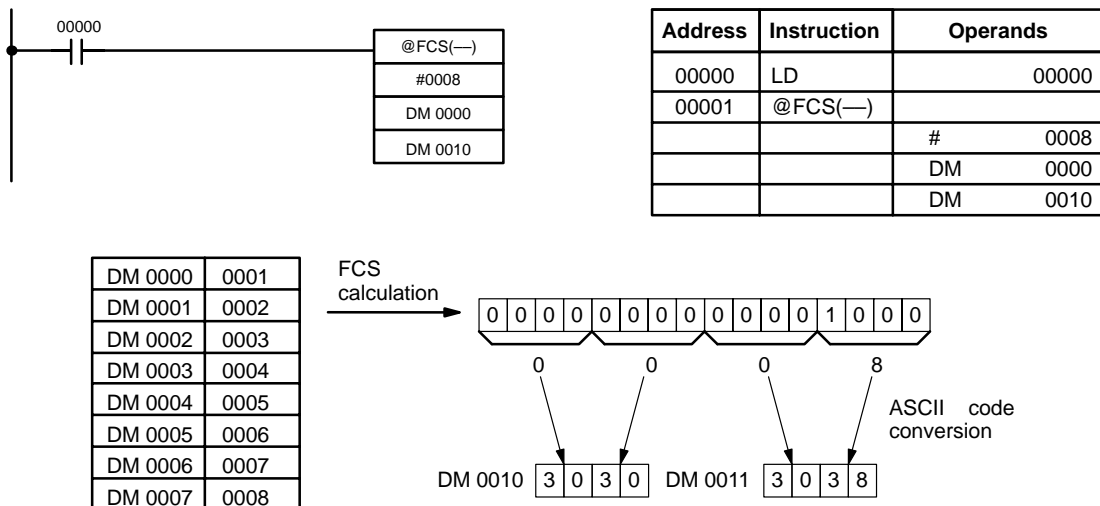 00000
@FCS(––)
#0008
DM 0000
DM 0010
Address Instruction Operands
00000 LD 00000
00001 @FCS(––)
# 0008
DM 0000
DM 0010
DM 0000 0001
DM 0001 0002
DM 0002 0003
DM 0003 0004
DM 0004 0005
DM 0005 0006
DM 0006 0007
DM 0007 0008
FCS
calculation
0 0 0 0 0 0 0 0 0 0 0 0 1 0 0 0
0 0 0 8
ASCII code
conversion
DM 0010 3 0 3 0 DM 0011 3 0 3 8